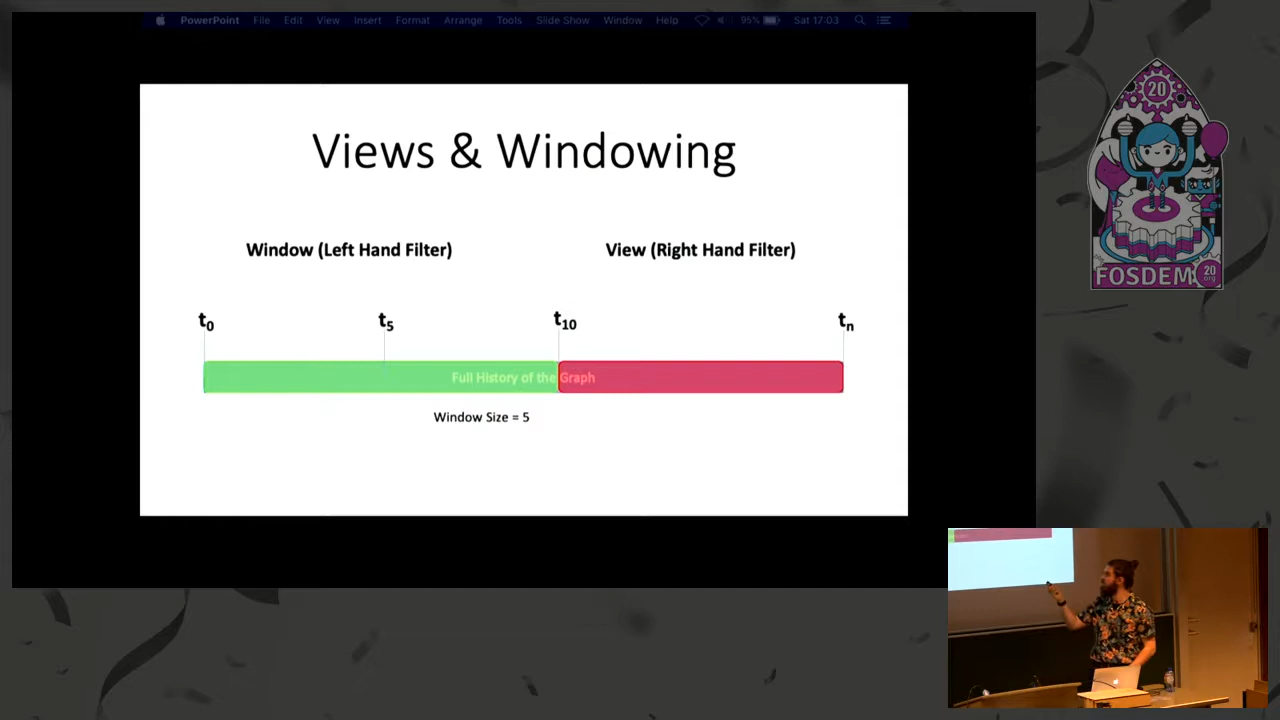 PowerPoint File Edit View Insert Format Arrange Tools Slide Show Window Help 95% Sat 17:03
Views & Windowing
Window (Left Hand Filter) View (Right Hand Filter)
t0 t5 t10 tn
Full History of the Graph
Window Size = 5
20
FOSDEM 20
.org